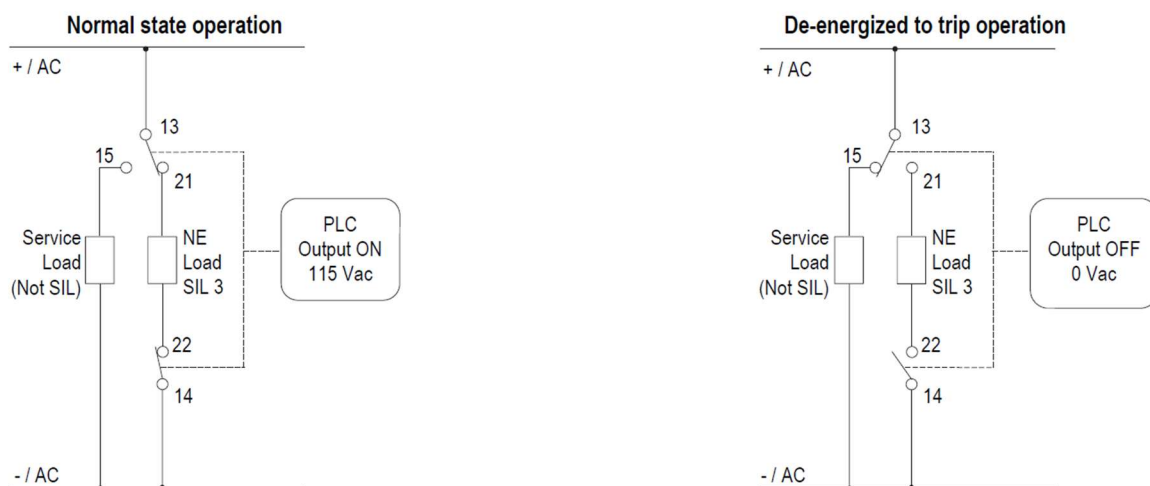 Normal state operation
+ / AC
13
15
21
Service
Load
(Not SIL)
NE
Load
SIL 3
PLC
Output ON
115 Vac
22
14
- / AC
De-energized to trip operation
+ / AC
13
15
21
Service
Load
(Not SIL)
NE
Load
SIL 3
PLC
Output OFF
0 Vac
22
14
- / AC